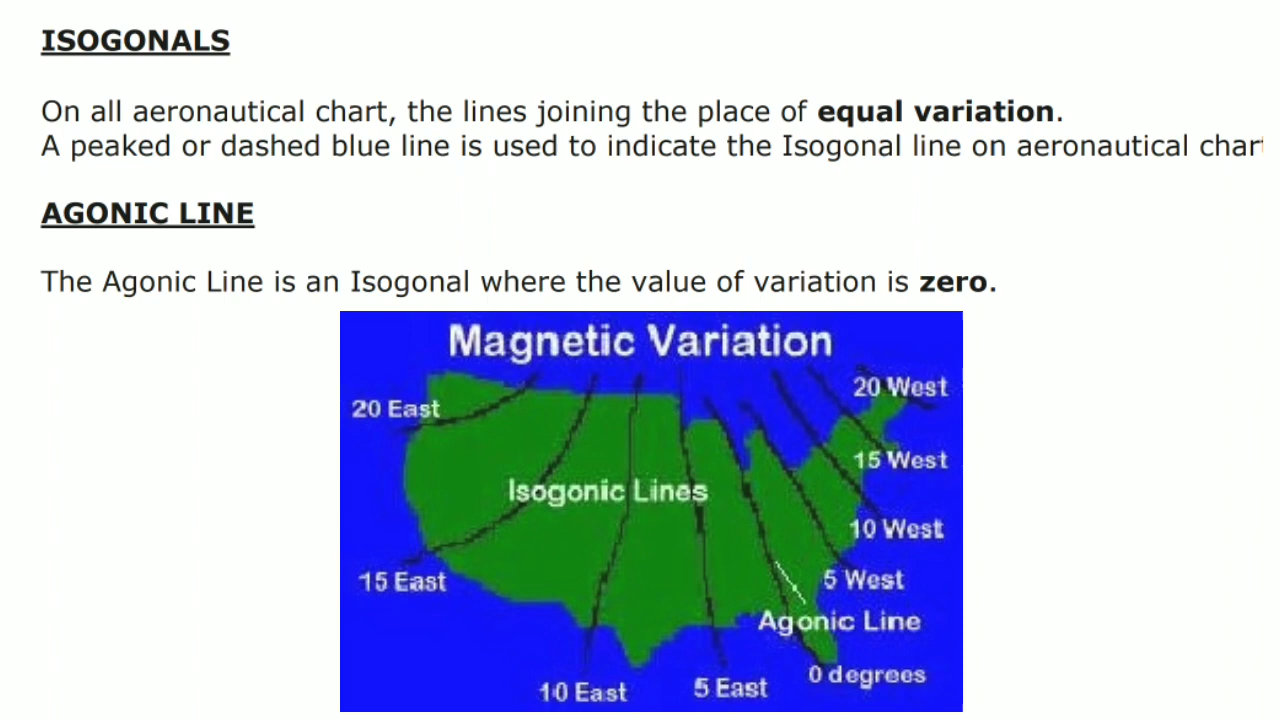 ISOGONALS
On all aeronautical chart, the lines joining the place of equal variation.
A peaked or dashed blue line is used to indicate the Isogonal line on aeronautical chart
AGONIC LINE
The Agonic Line is an Isogonal where the value of variation is zero.
Magnetic Variation
20 West
20 East
15 West
Isogonic Lines
10 West
15 East
5 West
Agonic Line
0 degrees
10 East
5 East